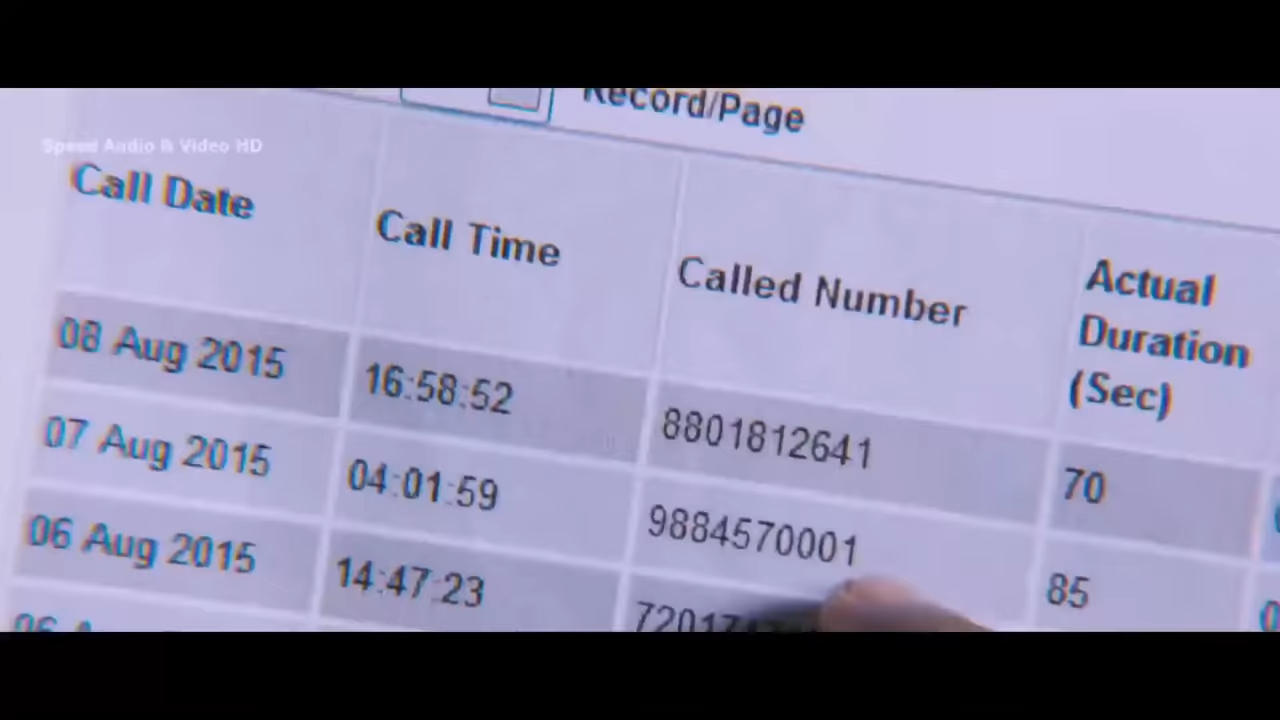 Record/Page
Speed Audio & Video HD
Call Date Call Time Called Number Actual Duration (Sec)
08 Aug 2015 16:58:52 8801812641 70
07 Aug 2015 04:01:59 9884570001 85
06 Aug 2015 14:47:23